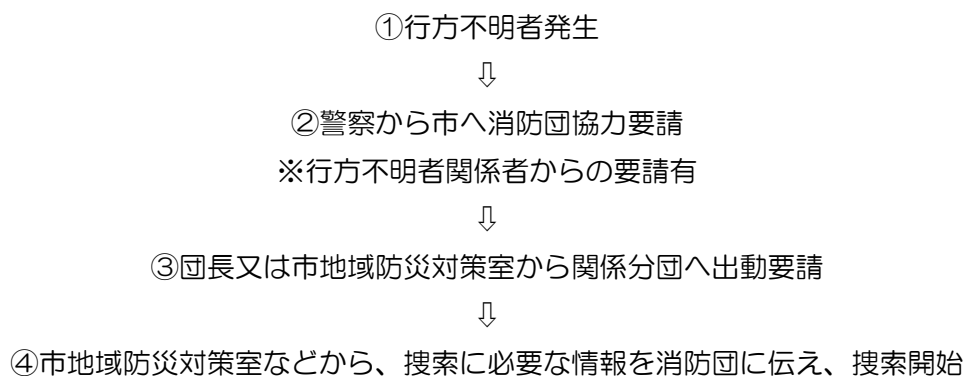 ①行方不明者発生
⇩
②警察から市へ消防団協力要請
※行方不明者関係者からの要請有
⇩
③団長又は市地域防災対策室から関係分団へ出動要請
⇩
④市地域防災対策室などから、捜索に必要な情報を消防団に伝え、捜索開始